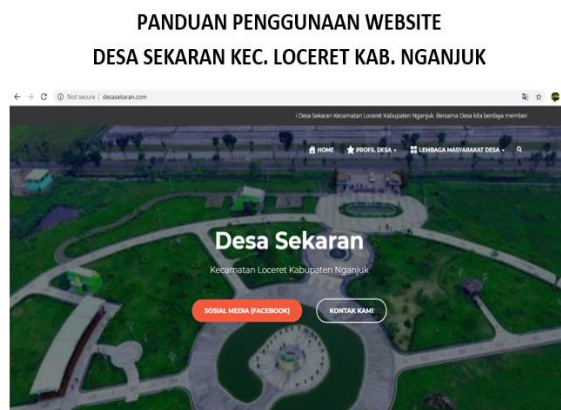 PANDUAN PENGGUNAAN WEBSITE
DESA SEKARAN KEC. LOCERET KAB. NGANJUK
Not secure | desasekaran.com
i Desa Sekaran Kecamatan Loceret Kabupaten Nganjuk. Bersama Desa kita berdaya member
HOME PROFIL DESA LEMBAGA MASYARAKAT DESA
Desa Sekaran
Kecamatan Loceret Kabupaten Nganjuk
SOSIAL MEDIA (FACEBOOK) KONTAK KAMI